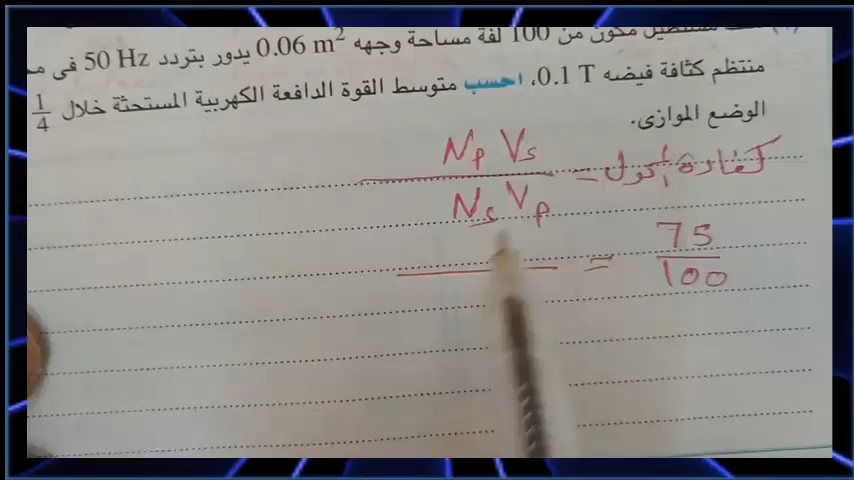 ملف مستطيل مكون من 100 لفة مساحة وجهه 0.06 m² يدور بتردد 50 Hz فى
منتظم كثافة فيضه 0.1 T، احسب متوسط القوة الدافعة الكهربية المستحثة خلال 1/4
الوضع الموازى.
كفاءة المحول = Np Vs / Ns Vp
75/100 =